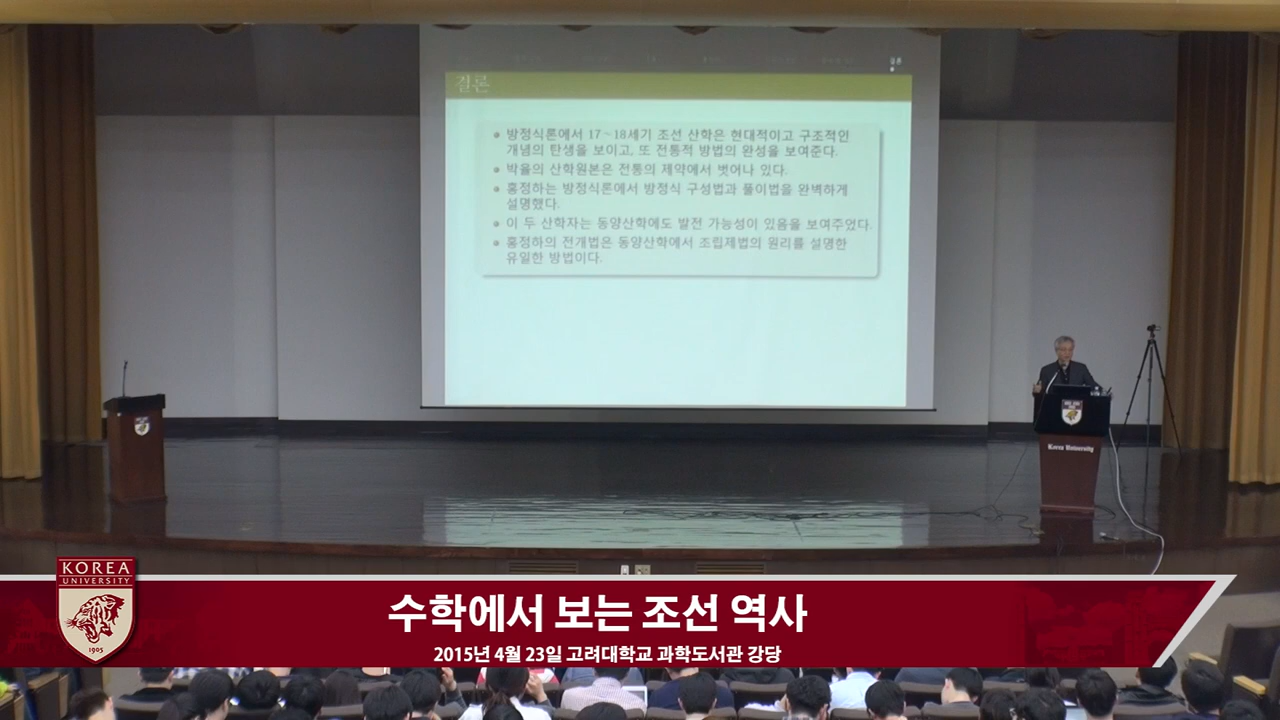 결론
결론
방정식론에서 17~18세기 조선 산학은 현대적이고 구조적인
개념의 탄생을 보이고, 또 전통적 방법의 완성을 보여준다.
박율의 산학원본은 전통의 제약에서 벗어나 있다.
홍정하는 방정식론에서 방정식 구성법과 풀이법을 완벽하게
설명했다.
이 두 산학자는 동양산학에도 발전 가능성이 있음을 보여주었다.
홍정하의 전개법은 동양산학에서 조립제법의 원리를 설명한
유일한 방법이다.
Korea University
KOREA
UNIVERSITY
1905
수학에서 보는 조선 역사
2015년 4월 23일 고려대학교 과학도서관 강당